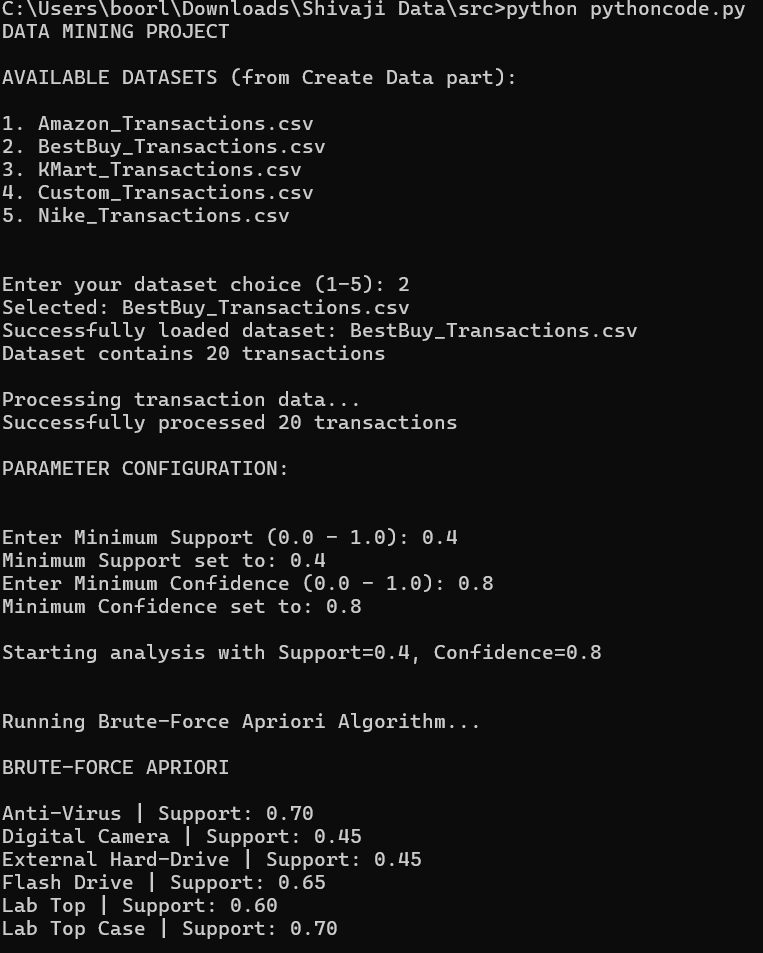 C:\Users\boorl\Downloads\Shivaji Data\src>python pythoncode.py
DATA MINING PROJECT
AVAILABLE DATASETS (from Create Data part):
1. Amazon_Transactions.csv
2. BestBuy_Transactions.csv
3. KMart_Transactions.csv
4. Custom_Transactions.csv
5. Nike_Transactions.csv
Enter your dataset choice (1-5): 2
Selected: BestBuy_Transactions.csv
Successfully loaded dataset: BestBuy_Transactions.csv
Dataset contains 20 transactions
Processing transaction data...
Successfully processed 20 transactions
PARAMETER CONFIGURATION:
Enter Minimum Support (0.0 - 1.0): 0.4
Minimum Support set to: 0.4
Enter Minimum Confidence (0.0 - 1.0): 0.8
Minimum Confidence set to: 0.8
Starting analysis with Support=0.4, Confidence=0.8
Running Brute-Force Apriori Algorithm...
BRUTE-FORCE APRIORI
Anti-Virus | Support: 0.70
Digital Camera | Support: 0.45
External Hard-Drive | Support: 0.45
Flash Drive | Support: 0.65
Lab Top | Support: 0.60
Lab Top Case | Support: 0.70